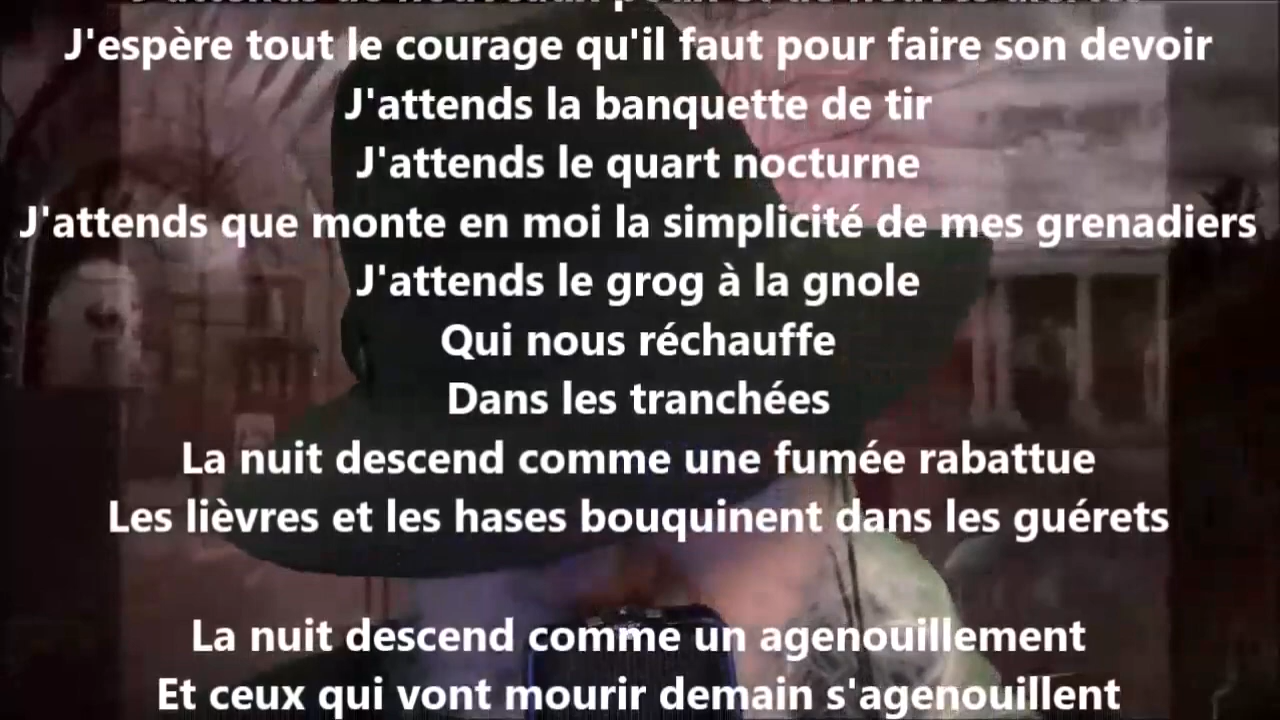 J'espère tout le courage qu'il faut pour faire son devoir
J'attends la banquette de tir
J'attends le quart nocturne
J'attends que monte en moi la simplicité de mes grenadiers
J'attends le grog à la gnole
Qui nous réchauffe
Dans les tranchées
La nuit descend comme une fumée rabattue
Les lièvres et les hases bouquinent dans les guérets
La nuit descend comme un agenouillement
Et ceux qui vont mourir demain s'agenouillent